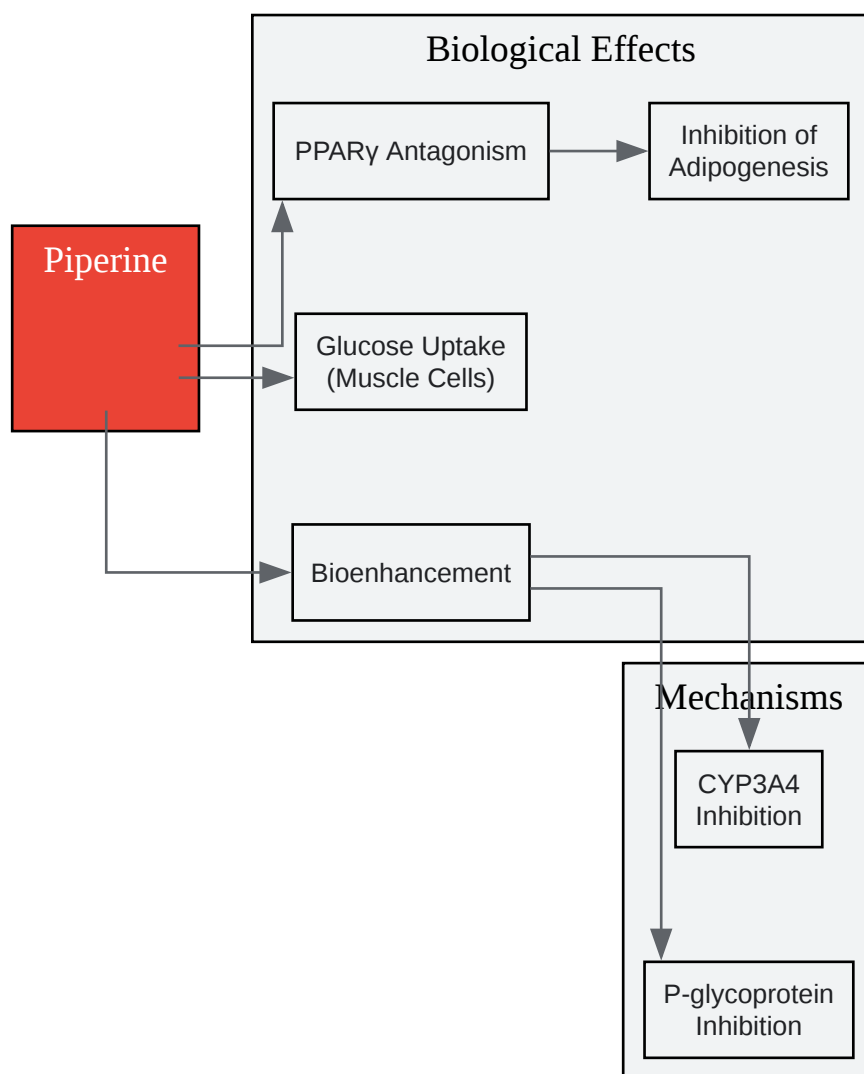 Biological Effects
PPARγ Antagonism
Inhibition of
Adipogenesis
Piperine
Glucose Uptake
(Muscle Cells)
Bioenhancement
Mechanisms
CYP3A4
Inhibition
P-glycoprotein
Inhibition